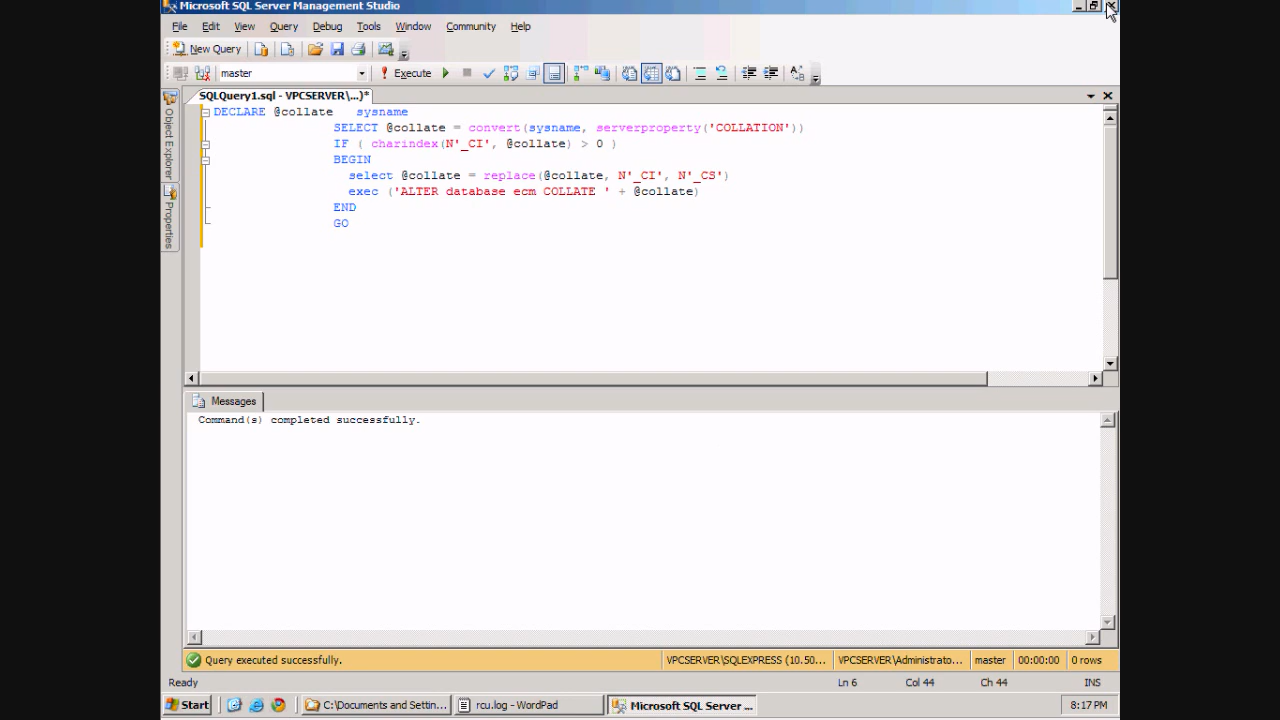 Microsoft SQL Server Management Studio
File Edit View Query Debug Tools Window Community Help
New Query
master Execute
SQLQuery1.sql - VPCSERVER\...)*
Object Explorer
Properties
DECLARE @collate sysname
SELECT @collate = convert(sysname, serverproperty('COLLATION'))
IF ( charindex(N'_CI', @collate) > 0 )
BEGIN
select @collate = replace(@collate, N'_CI', N'_CS')
exec ('ALTER database ecm COLLATE ' + @collate)
END
GO
Messages
Command(s) completed successfully.
Query executed successfully. VPCSERVER\SQLEXPRESS (10.50... VPCSERVER\Administrato... master 00:00:00 0 rows
Ready Ln 6 Col 44 Ch 44 INS
Start C:\Documents and Settin... rcu.log - WordPad Microsoft SQL Server ... 8:17 PM